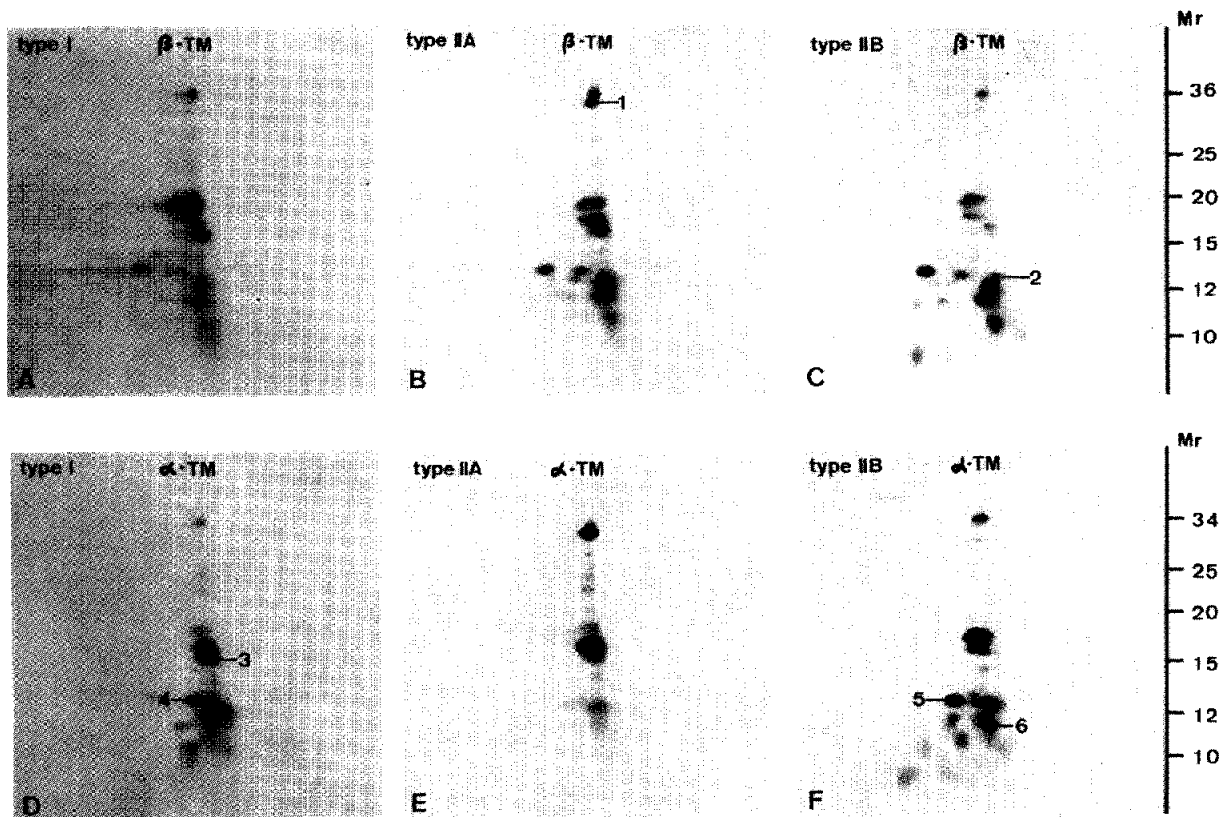 Mr
type I β-TM
type IIA β-TM
type IIB β-TM
36
1
25
20
15
2
12
10
A
B
C
Mr
type I α-TM
type IIA α-TM
type IIB α-TM
34
25
20
3
15
4
5
12
6
10
D
E
F